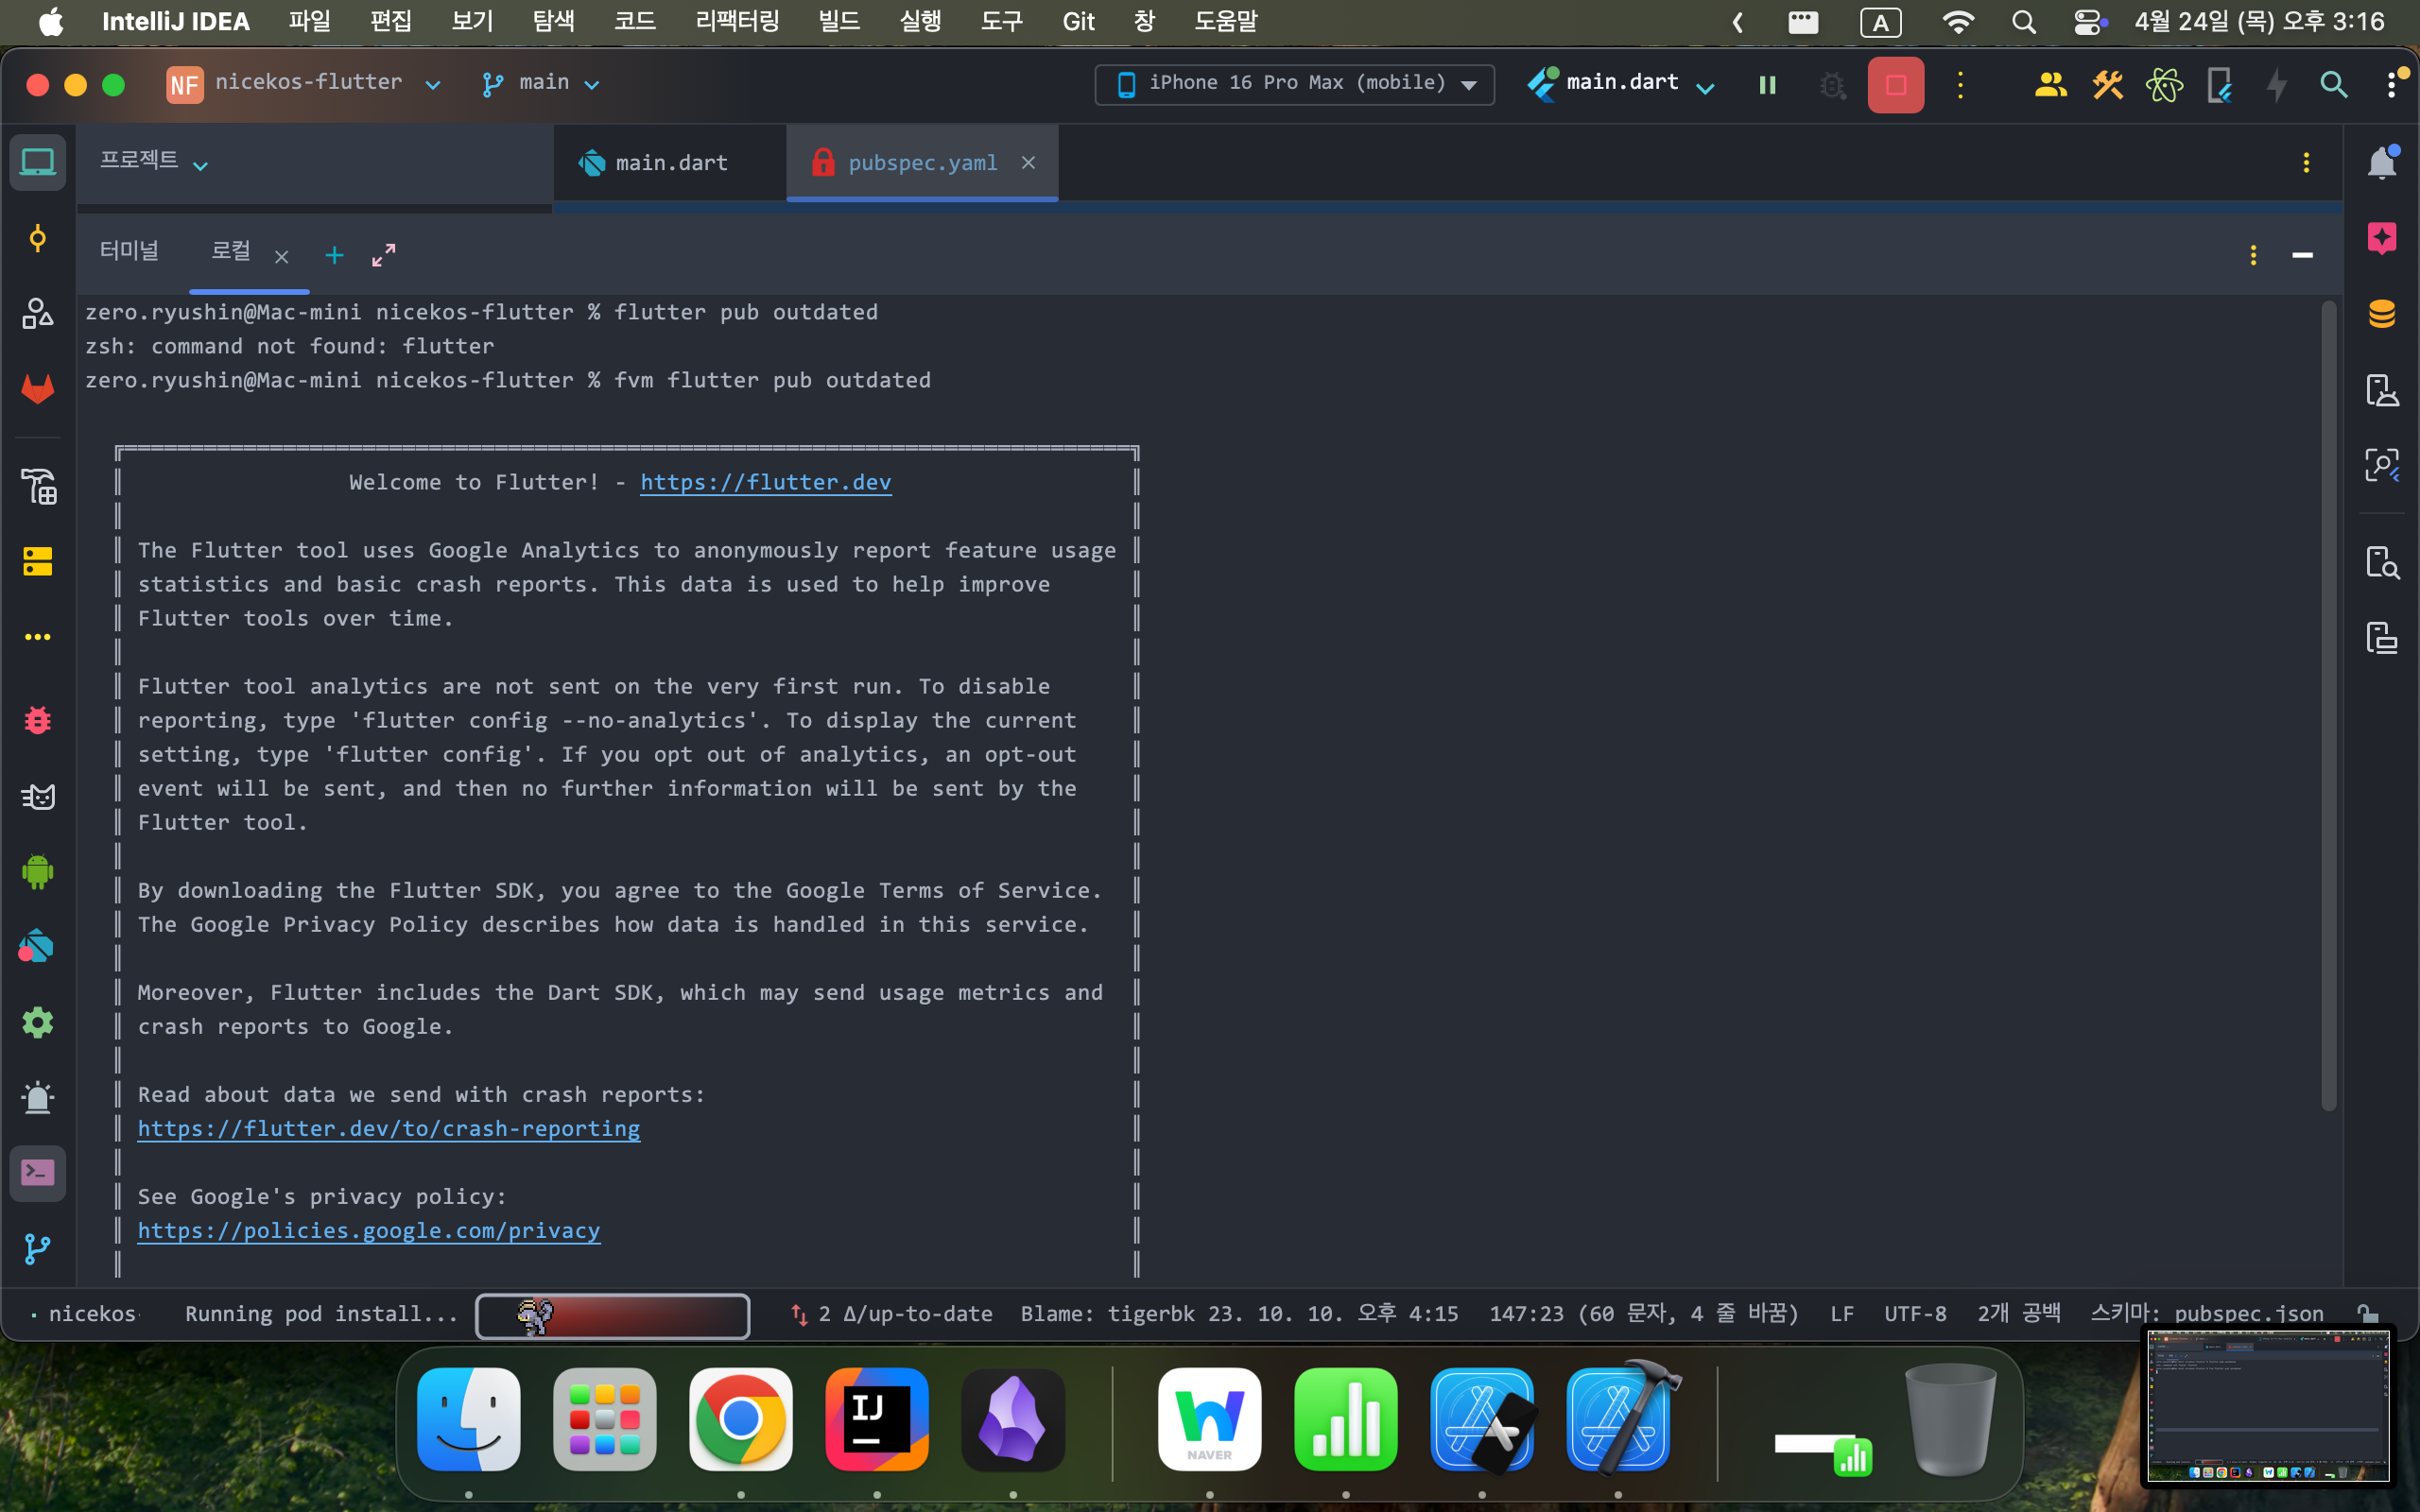 IntelliJ IDEA 파일 편집 보기 탐색 코드 리팩터링 빌드 실행 도구 Git 창 도움말 A 4월 24일 (목) 오후 3:16
NF nicekos-flutter main iPhone 16 Pro Max (mobile) main.dart
프로젝트 main.dart pubspec.yaml
터미널 로컬
zero.ryushin@Mac-mini nicekos-flutter % flutter pub outdated
zsh: command not found: flutter
zero.ryushin@Mac-mini nicekos-flutter % fvm flutter pub outdated
Welcome to Flutter! - https://flutter.dev
The Flutter tool uses Google Analytics to anonymously report feature usage
statistics and basic crash reports. This data is used to help improve
Flutter tools over time.
Flutter tool analytics are not sent on the very first run. To disable
reporting, type 'flutter config --no-analytics'. To display the current
setting, type 'flutter config'. If you opt out of analytics, an opt-out
event will be sent, and then no further information will be sent by the
Flutter tool.
By downloading the Flutter SDK, you agree to the Google Terms of Service.
The Google Privacy Policy describes how data is handled in this service.
Moreover, Flutter includes the Dart SDK, which may send usage metrics and
crash reports to Google.
Read about data we send with crash reports:
https://flutter.dev/to/crash-reporting
See Google's privacy policy:
https://policies.google.com/privacy
nicekos Running pod install... 2 Δ/up-to-date Blame: tigerbk 23. 10. 10. 오후 4:15 147:23 (60 문자, 4 줄 바꿈) LF UTF-8 2개 공백 스키마: pubspec.json
IJ
NAVER